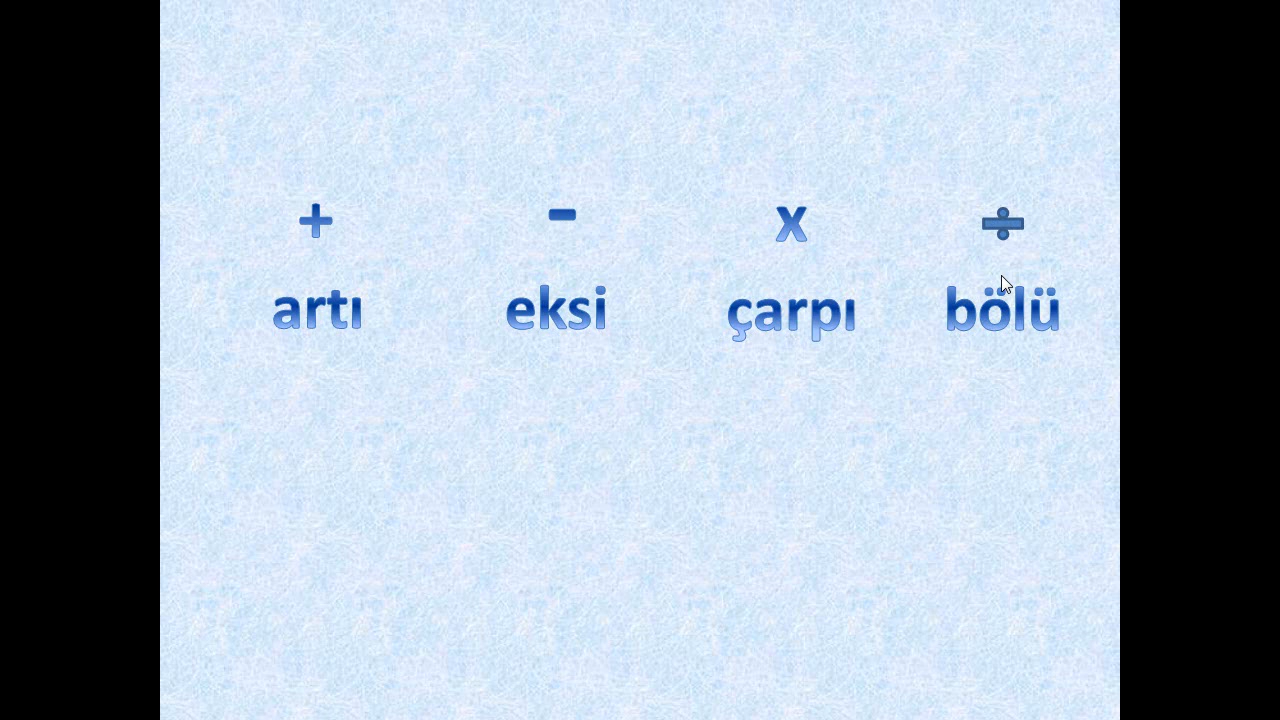 + - x ÷
artı eksi çarpı bölü